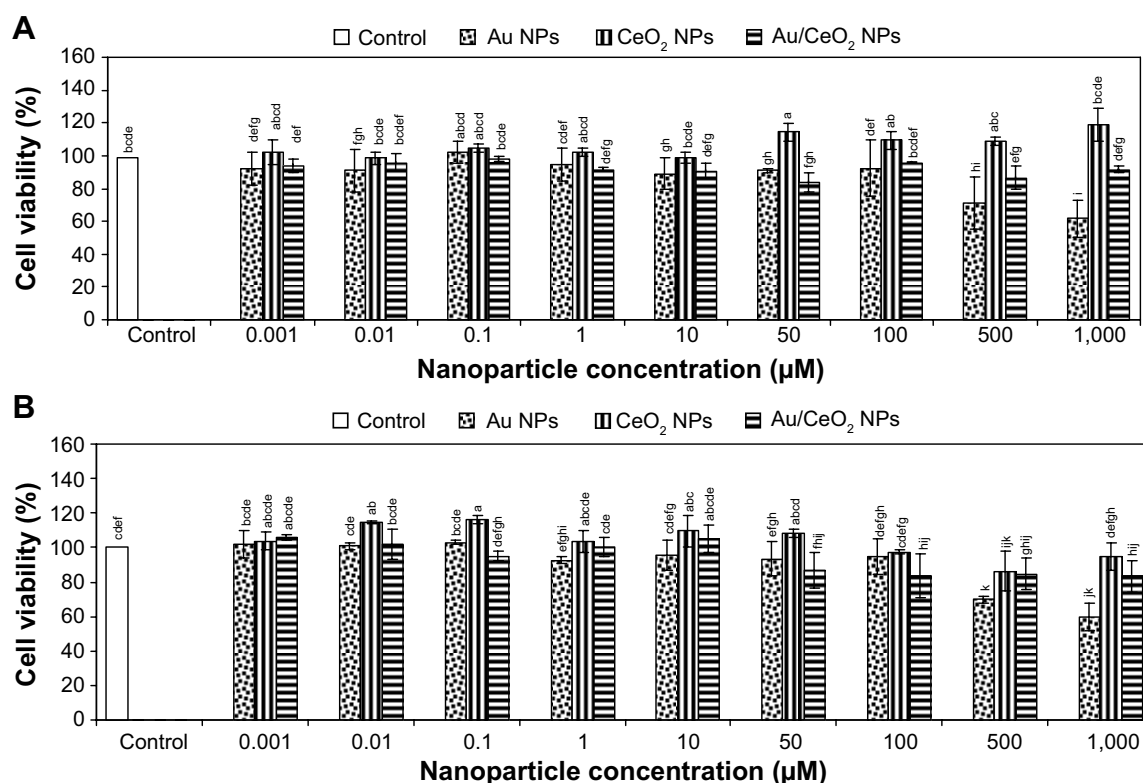 A
Control Au NPs CeO2 NPs Au/CeO2 NPs
Cell viability (%)
160
140
120
100
80
60
40
20
0
bcde
defg abcd def
fgh bcde bcdef
abcd abcd bcde
cdef abcd defg
gh bcde defg
gh a fgh
def ab bcdef
hi abc efg
i bcde defg
Control 0.001 0.01 0.1 1 10 50 100 500 1,000
Nanoparticle concentration (µM)
B
Control Au NPs CeO2 NPs Au/CeO2 NPs
Cell viability (%)
160
140
120
100
80
60
40
20
0
cdef
bcde abcde abcde
cde ab bcde
bcde a defgh
efghi abcde cde
cdefg abc abcde
efgh abcd fhij
defgh cdefg hij
k ijk ghij
jk defgh hij
Control 0.001 0.01 0.1 1 10 50 100 500 1,000
Nanoparticle concentration (µM)